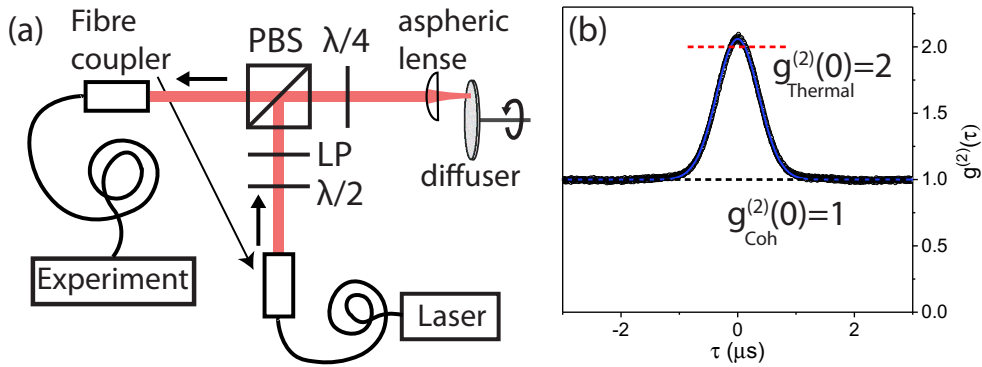 (a)
Fibre
coupler
PBS
λ/4
aspheric
lense
LP
λ/2
diffuser
Experiment
Laser
(b)
g⁽²⁾(0)=2
Thermal
g⁽²⁾(0)=1
Coh
2.0
1.5
1.0
0.5
0.0
g⁽²⁾(τ)
-2
0
2
τ (μs)